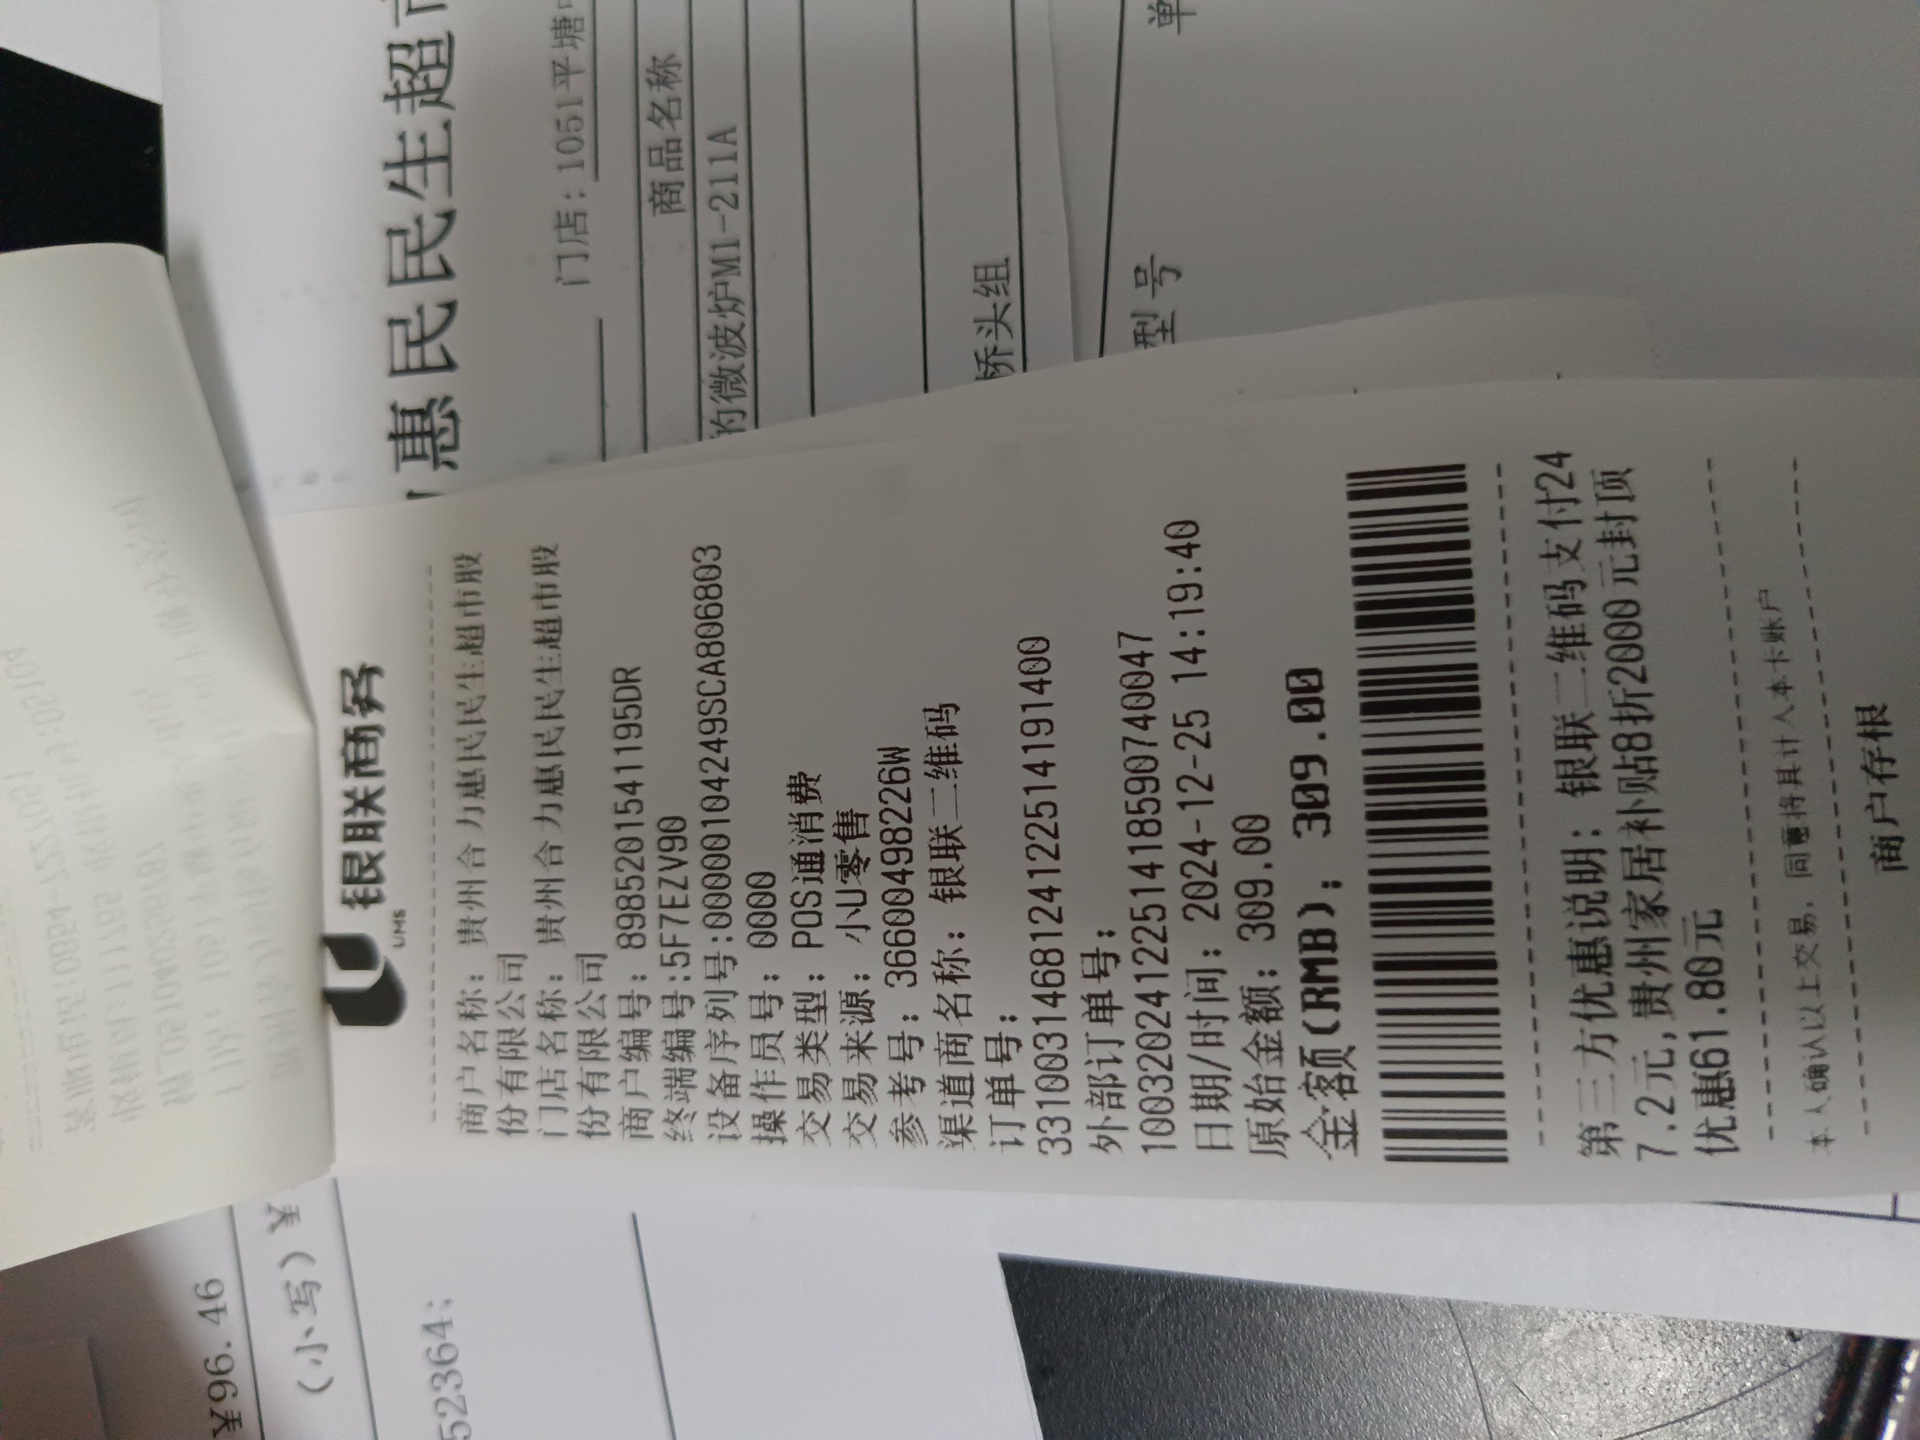 银联商务
UMS
商户名称：贵州合力惠民民生超市股
份有限公司
门店名称：贵州合力惠民民生超市股
份有限公司
商户编号：89852015411 95DR
终端编号:5F7EZV90
设备序列号:00000104249SCA806803
操作员号：0000
交易类型：POS通消费
交易来源：小U零售
参考号：36600498226W
渠道商名称：银联二维码
订单号：
33100314681241225141 91400
外部订单号：
10032024122514185907 40047
日期/时间：2024-12-25 14:19:40
原始金额：309.00
金额(RMB)：309.00
第三方优惠说明：银联二维码支付24
7.2元,贵州家居补贴8折2000元封顶
优惠61.80元
本人确认以上交易，同意将其计入本卡账户
商户存根
惠民民生超市
门店：1051平塘
商品名称
的微波炉M1-211A
桥头组
型号
单
¥96.46
(小写)¥
52364;